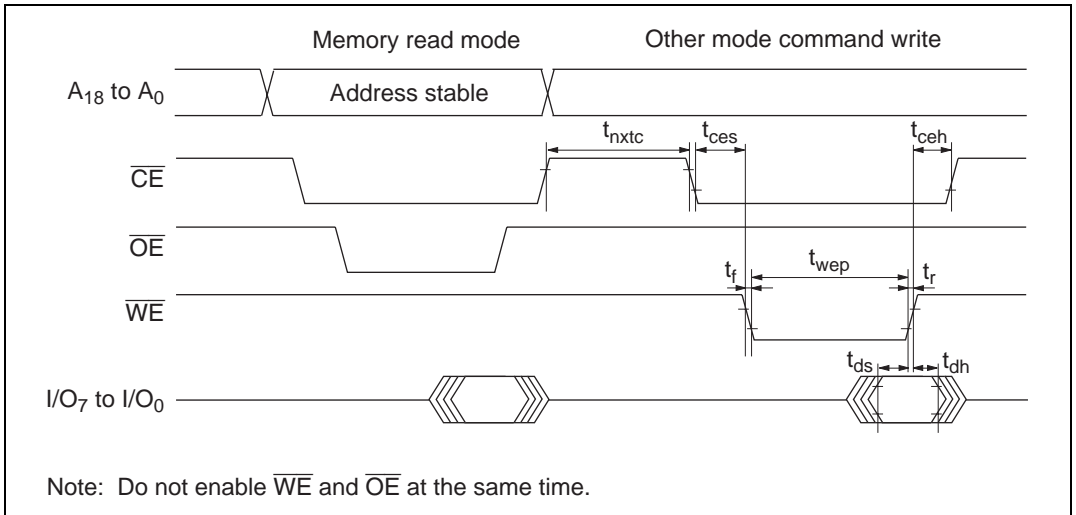 Memory read mode Other mode command write
A18 to A0 Address stable
tnxtc tces tceh
CE
OE
tf twep tr
WE
tds tdh
I/O7 to I/O0
Note: Do not enable WE and OE at the same time.